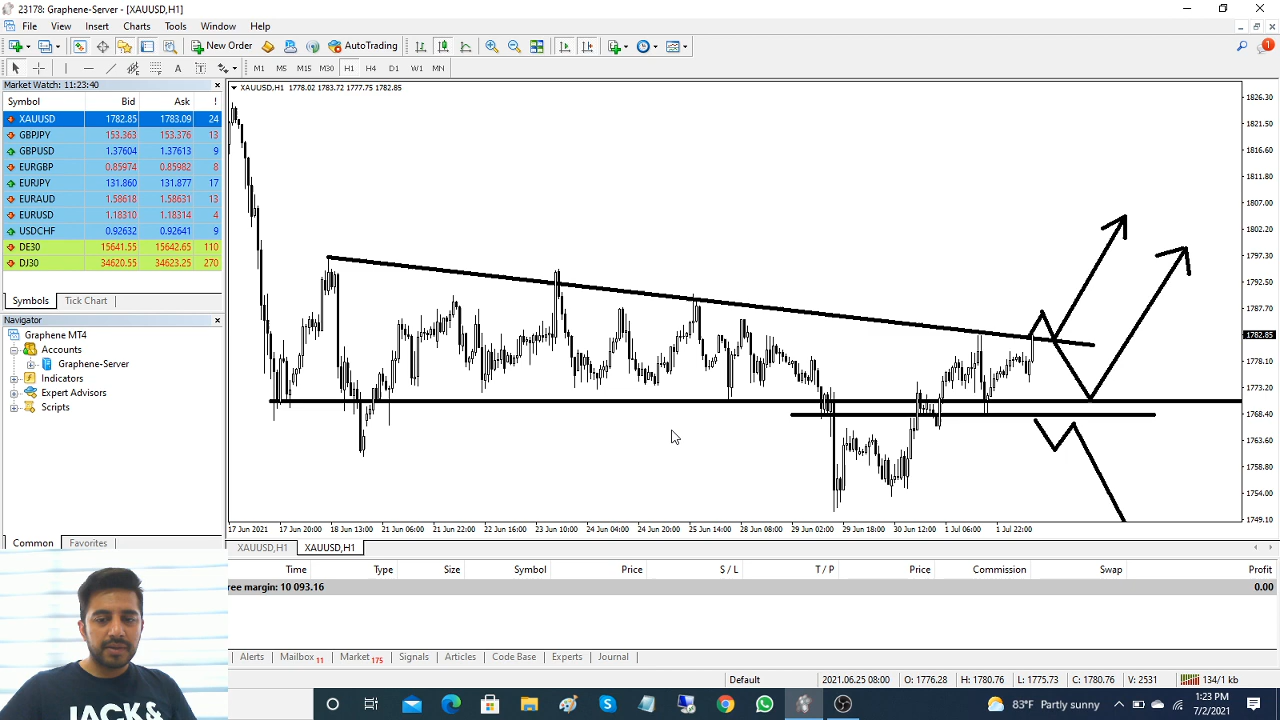 23178: Graphene-Server - [XAUUSD,H1]
File View Insert Charts Tools Window Help
New Order AutoTrading 1
A T M1 M5 M15 M30 H1 H4 D1 W1 MN
Market Watch: 11:23:40
Symbol Bid Ask !
XAUUSD 1782.85 1783.09 24
GBPJPY 153.363 153.376 13
GBPUSD 1.37604 1.37613 9
EURGBP 0.85974 0.85982 8
EURJPY 131.860 131.877 17
EURAUD 1.58618 1.58631 13
EURUSD 1.18310 1.18314 4
USDCHF 0.92632 0.92641 9
DE30 15641.55 15642.65 110
DJ30 34620.55 34623.25 270
Symbols Tick Chart
Navigator
Graphene MT4
Accounts
Graphene-Server
Indicators
Expert Advisors
Scripts
Common Favorites
XAUUSD,H1 1778.02 1783.72 1777.75 1782.85
1826.30
1821.50
1816.60
1811.80
1807.00
1802.20
1797.30
1792.50
1787.70
1782.85
1778.10
1773.20
1768.40
1763.60
1758.80
1754.00
1749.10
17 Jun 2021 17 Jun 20:00 18 Jun 13:00 21 Jun 06:00 21 Jun 22:00 22 Jun 16:00 23 Jun 10:00 24 Jun 04:00 24 Jun 20:00 25 Jun 14:00 28 Jun 08:00 29 Jun 02:00 29 Jun 18:00 30 Jun 12:00 1 Jul 06:00 1 Jul 22:00
XAUUSD,H1 XAUUSD,H1
Time Type Size Symbol Price S / L T / P Price Commission Swap Profit
ree margin: 10 093.16 0.00
Alerts Mailbox 11 Market 175 Signals Articles Code Base Experts Journal
Default 2021.06.25 08:00 O: 1776.28 H: 1780.76 L: 1775.73 C: 1780.76 V: 2531 134/1 kb
JACK &
83°F Partly sunny 1:23 PM
7/2/2021